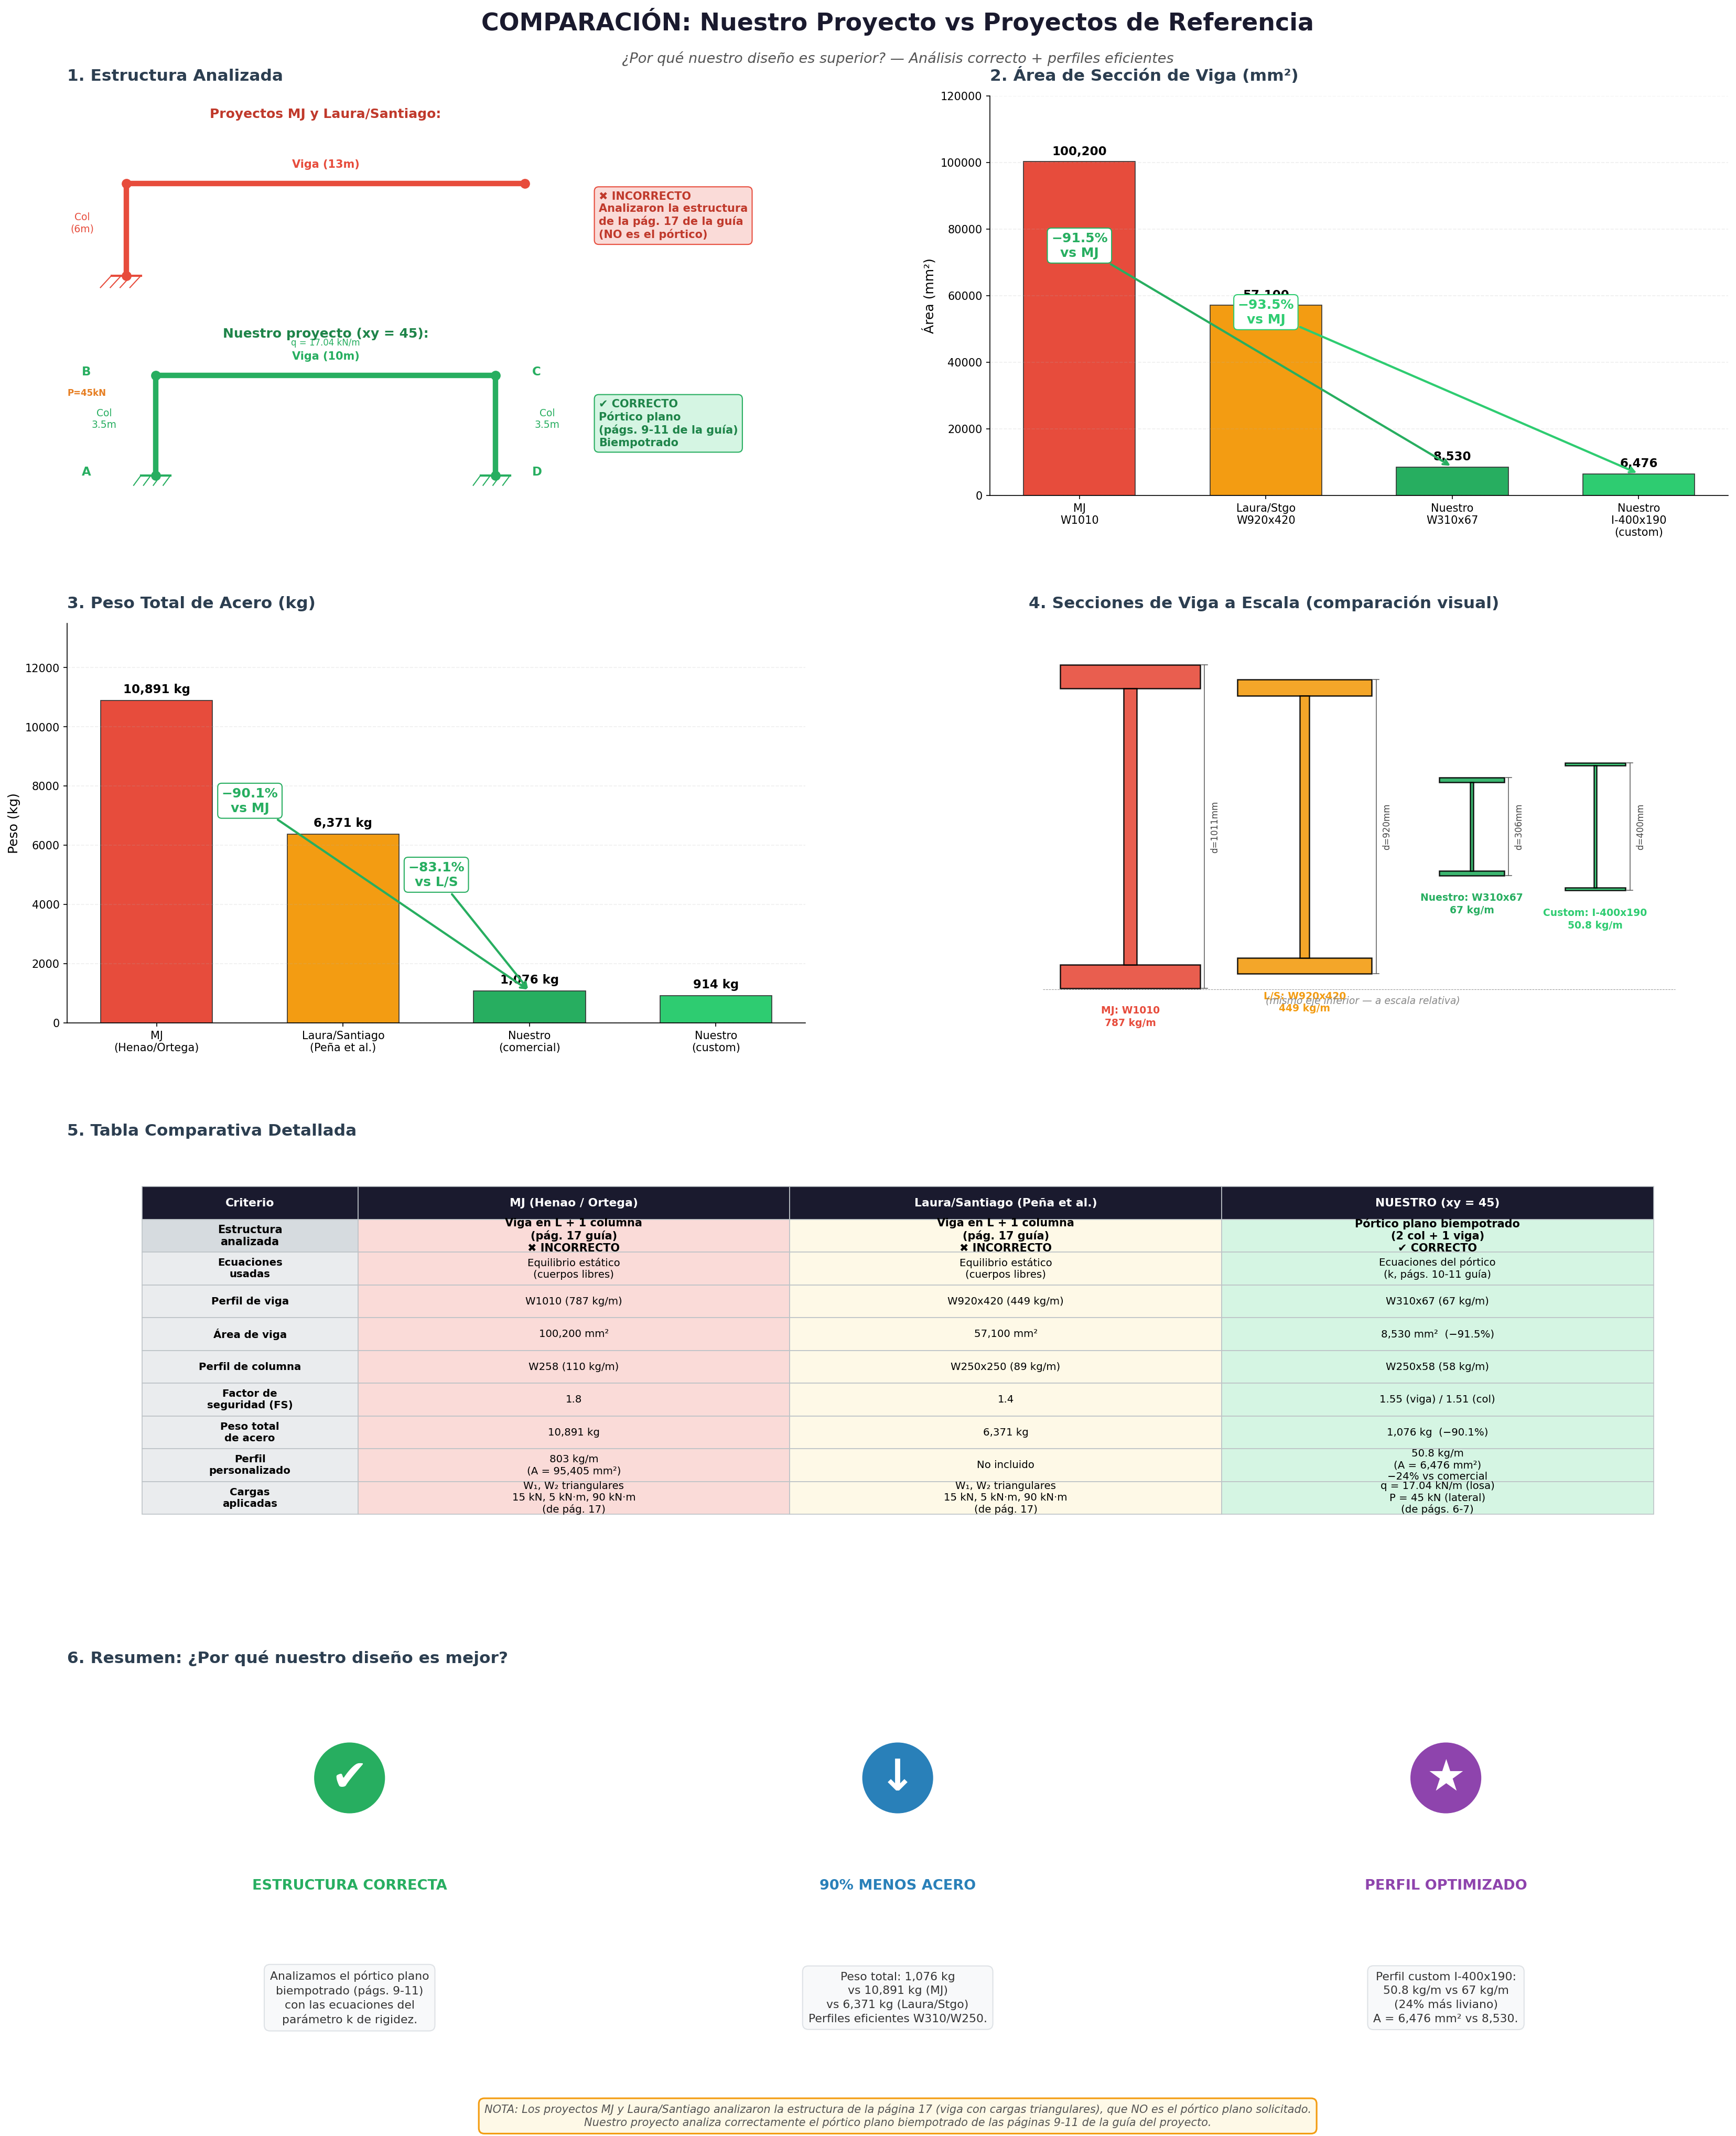 COMPARACIÓN: Nuestro Proyecto vs Proyectos de Referencia
¿Por qué nuestro diseño es superior? — Análisis correcto + perfiles eficientes
1. Estructura Analizada
Proyectos MJ y Laura/Santiago:
Viga (13m)
Col
(6m)
✖ INCORRECTO
Analizaron la estructura
de la pág. 17 de la guía
(NO es el pórtico)
Nuestro proyecto (xy = 45):
q = 17.04 kN/m
Viga (10m)
B
C
P=45kN
Col
3.5m
Col
3.5m
A
D
✔ CORRECTO
Pórtico plano
(págs. 9-11 de la guía)
Biempotrado
2. Área de Sección de Viga (mm²)
Área (mm²)
120000
100000
80000
60000
40000
20000
0
100,200
57,100
8,530
6,476
−91.5%
vs MJ
−93.5%
vs MJ
MJ
W1010
Laura/Stgo
W920x420
Nuestro
W310x67
Nuestro
I-400x190
(custom)
3. Peso Total de Acero (kg)
Peso (kg)
12000
10000
8000
6000
4000
2000
0
10,891 kg
6,371 kg
1,076 kg
914 kg
−90.1%
vs MJ
−83.1%
vs L/S
MJ
(Henao/Ortega)
Laura/Santiago
(Peña et al.)
Nuestro
(comercial)
Nuestro
(custom)
4. Secciones de Viga a Escala (comparación visual)
d=1011mm
d=920mm
d=306mm
d=400mm
MJ: W1010
787 kg/m
L/S: W920x420
449 kg/m
Nuestro: W310x67
67 kg/m
Custom: I-400x190
50.8 kg/m
(mismo eje inferior — a escala relativa)
5. Tabla Comparativa Detallada
Criterio
MJ (Henao / Ortega)
Laura/Santiago (Peña et al.)
NUESTRO (xy = 45)
Estructura
analizada
Viga en L + 1 columna
(pág. 17 guía)
✖ INCORRECTO
Viga en L + 1 columna
(pág. 17 guía)
✖ INCORRECTO
Pórtico plano biempotrado
(2 col + 1 viga)
✔ CORRECTO
Ecuaciones
usadas
Equilibrio estático
(cuerpos libres)
Equilibrio estático
(cuerpos libres)
Ecuaciones del pórtico
(k, págs. 10-11 guía)
Perfil de viga
W1010 (787 kg/m)
W920x420 (449 kg/m)
W310x67 (67 kg/m)
Área de viga
100,200 mm²
57,100 mm²
8,530 mm² (−91.5%)
Perfil de columna
W258 (110 kg/m)
W250x250 (89 kg/m)
W250x58 (58 kg/m)
Factor de
seguridad (FS)
1.8
1.4
1.55 (viga) / 1.51 (col)
Peso total
de acero
10,891 kg
6,371 kg
1,076 kg (−90.1%)
Perfil
personalizado
803 kg/m
(A = 95,405 mm²)
No incluido
50.8 kg/m
(A = 6,476 mm²)
−24% vs comercial
Cargas
aplicadas
W₁, W₂ triangulares
15 kN, 5 kN·m, 90 kN·m
(de pág. 17)
W₁, W₂ triangulares
15 kN, 5 kN·m, 90 kN·m
(de pág. 17)
q = 17.04 kN/m (losa)
P = 45 kN (lateral)
(de págs. 6-7)
6. Resumen: ¿Por qué nuestro diseño es mejor?
✔
↓
★
ESTRUCTURA CORRECTA
90% MENOS ACERO
PERFIL OPTIMIZADO
Analizamos el pórtico plano
biempotrado (págs. 9-11)
con las ecuaciones del
parámetro k de rigidez.
Peso total: 1,076 kg
vs 10,891 kg (MJ)
vs 6,371 kg (Laura/Stgo)
Perfiles eficientes W310/W250.
Perfil custom I-400x190:
50.8 kg/m vs 67 kg/m
(24% más liviano)
A = 6,476 mm² vs 8,530.
NOTA: Los proyectos MJ y Laura/Santiago analizaron la estructura de la página 17 (viga con cargas triangulares), que NO es el pórtico plano solicitado.
Nuestro proyecto analiza correctamente el pórtico plano biempotrado de las páginas 9-11 de la guía del proyecto.